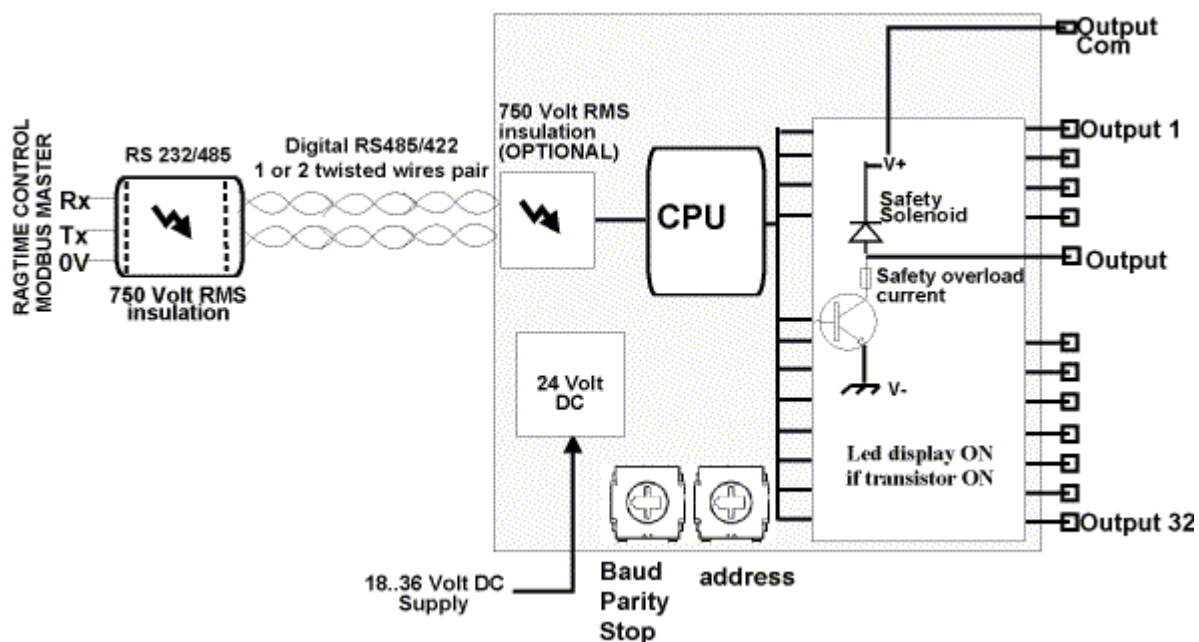 RAGTIME CONTROL
MODBUS MASTER
RS 232/485
Rx
Tx
0V
750 Volt RMS
insulation
Digital RS485/422
1 or 2 twisted wires pair
750 Volt RMS
insulation
(OPTIONAL)
CPU
24 Volt
DC
18..36 Volt DC
Supply
Baud
Parity
Stop
address
V+
Safety
Solenoid
Safety overload
current
V-
Led display ON
if transistor ON
Output
Com
Output 1
Output
Output 32